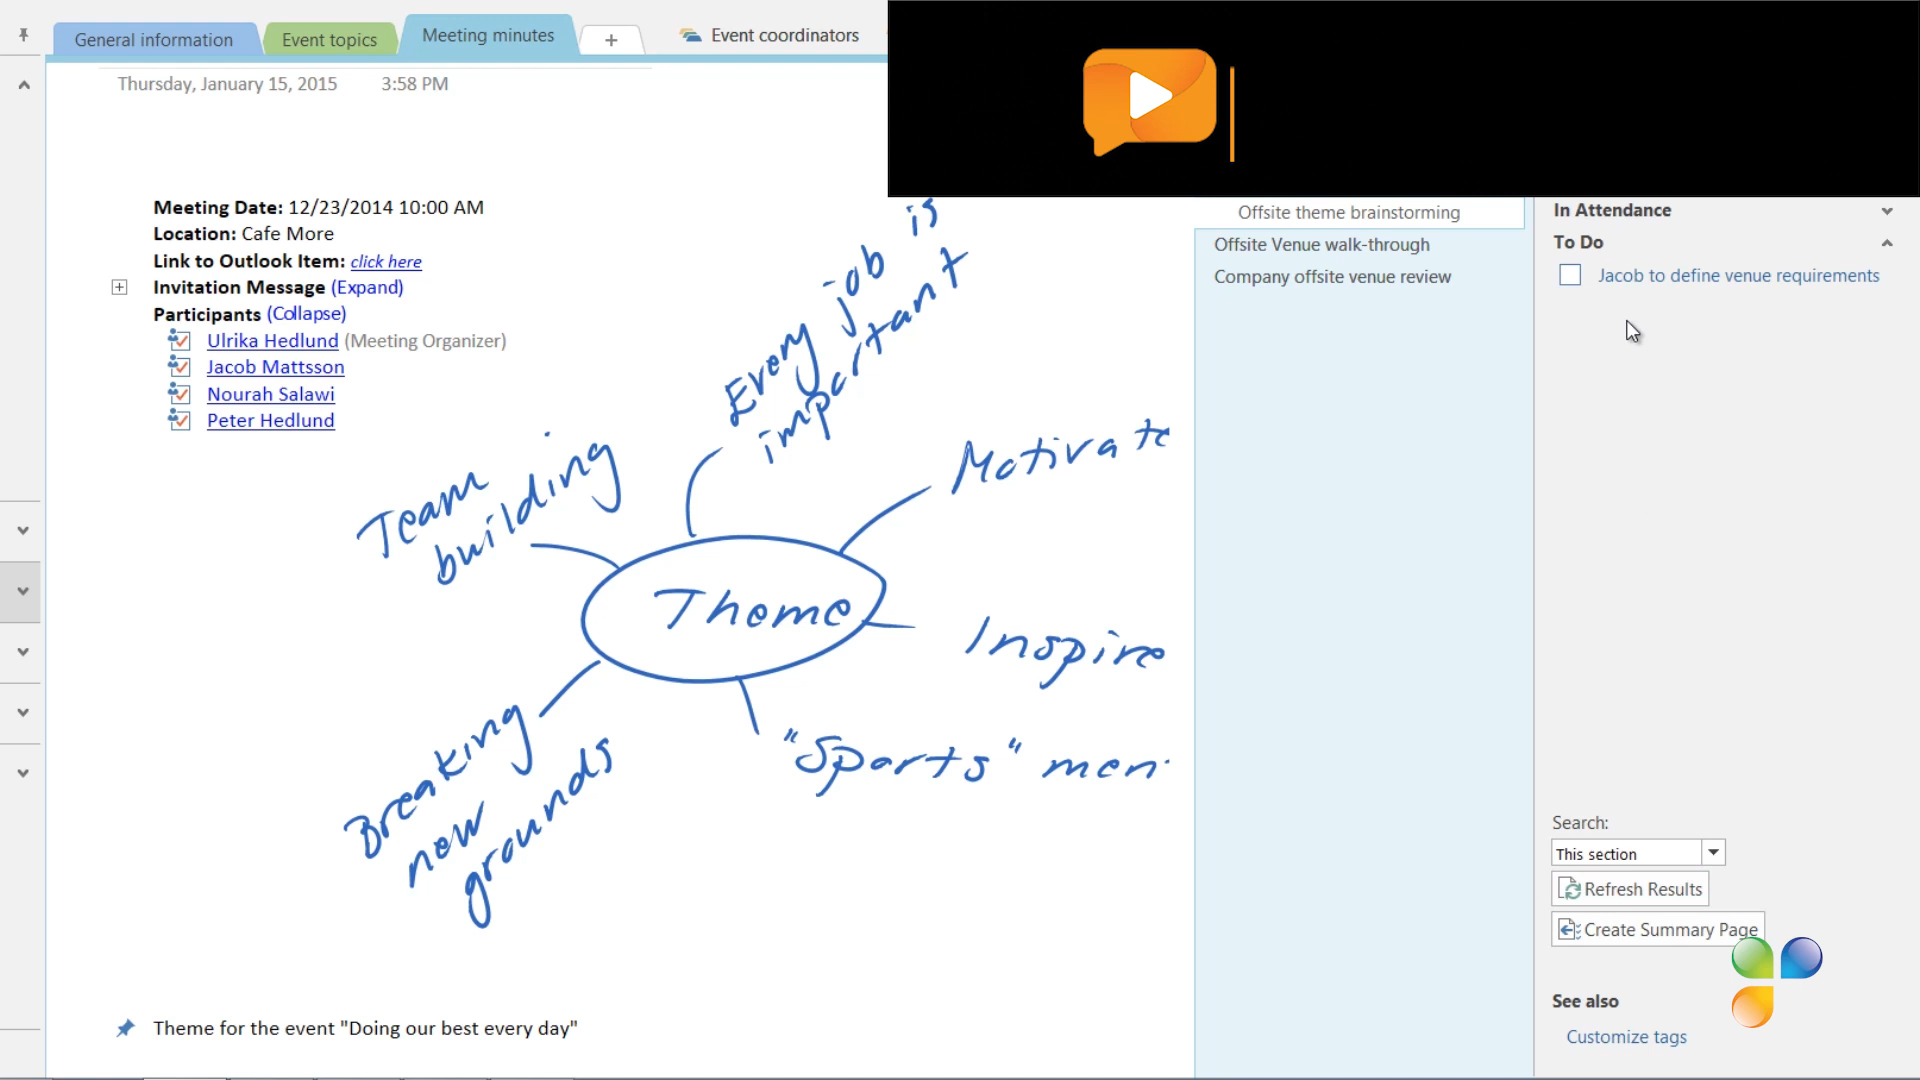 General information
Event topics
Meeting minutes
+
Event coordinators
Thursday, January 15, 2015 3:58 PM
Meeting Date: 12/23/2014 10:00 AM
Location: Cafe More
Link to Outlook Item: click here
Invitation Message (Expand)
Participants (Collapse)
Ulrika Hedlund (Meeting Organizer)
Jacob Mattsson
Nourah Salawi
Peter Hedlund
Team
building
Every job is
important
Motivate
Theme
Inspire
"Sports" men
Breaking
new
grounds
Theme for the event "Doing our best every day"
Offsite theme brainstorming
Offsite Venue walk-through
Company offsite venue review
In Attendance
To Do
Jacob to define venue requirements
Search:
This section
Refresh Results
Create Summary Page
See also
Customize tags